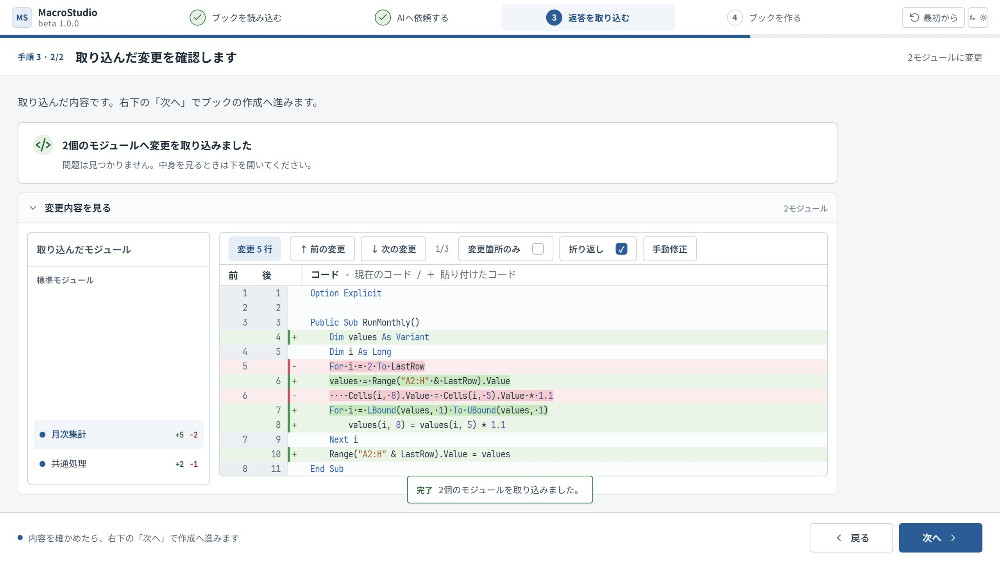 MS MacroStudio
beta 1.0.0
ブックを読み込む
AIへ依頼する
3 返答を取り込む
4 ブックを作る
最初から
手順 3 · 2/2 取り込んだ変更を確認します
2モジュールに変更
取り込んだ内容です。右下の「次へ」でブックの作成へ進みます。
</> 2個のモジュールへ変更を取り込みました
問題は見つかりません。中身を見るときは下を開いてください。
変更内容を見る
2モジュール
取り込んだモジュール
標準モジュール
月次集計 +5 -2
共通処理 +2 -1
変更 5 行 ↑ 前の変更 ↓ 次の変更 1/3 変更箇所のみ 折り返し 手動修正
前 後 コード - 現在のコード / + 貼り付けたコード
1 1 Option Explicit
2 2
3 3 Public Sub RunMonthly()
4 + Dim values As Variant
4 5 Dim i As Long
5 - For·i·=·2·To·LastRow
6 + values·=·Range("A2:H"·&·LastRow).Value
6 - ····Cells(i,·8).Value·=·Cells(i,·5).Value·*·1.1
7 + For·i·=·LBound(values,·1)·To·UBound(values,·1)
8 + values(i, 8) = values(i, 5) * 1.1
7 9 Next i
10 + Range("A2:H" & LastRow).Value = values
8 11 End Sub
完了 2個のモジュールを取り込みました。
内容を確かめたら、右下の「次へ」で作成へ進みます
戻る
次へ